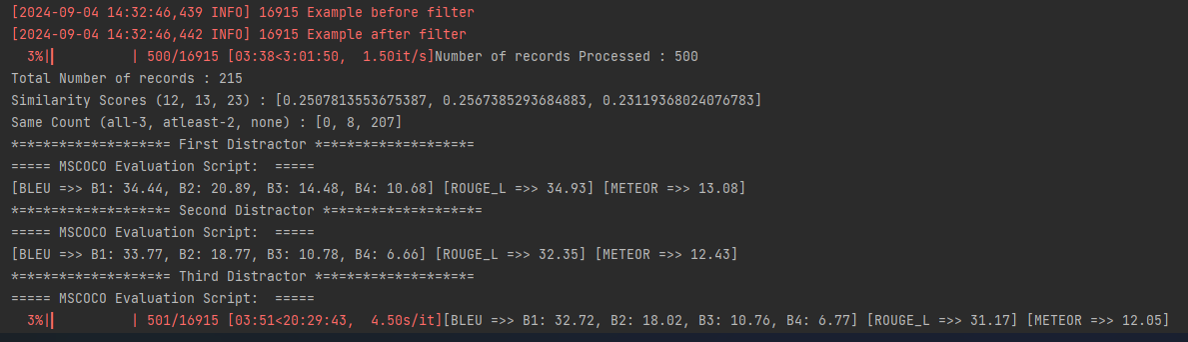 [2024-09-04 14:32:46,439 INFO] 16915 Example before filter
[2024-09-04 14:32:46,442 INFO] 16915 Example after filter
3%|| | 500/16915 [03:38<3:01:50, 1.50it/s]Number of records Processed : 500
Total Number of records : 215
Similarity Scores (12, 13, 23) : [0.2507813553675387, 0.2567385293684883, 0.23119368024076783]
Same Count (all-3, atleast-2, none) : [0, 8, 207]
*=*=*=*=*=*=*=*=*=*= First Distractor *=*=*=*=*=*=*=*=*=*=
===== MSCOCO Evaluation Script:  =====
[BLEU =>> B1: 34.44, B2: 20.89, B3: 14.48, B4: 10.68] [ROUGE_L =>> 34.93] [METEOR =>> 13.08]
*=*=*=*=*=*=*=*=*=*= Second Distractor *=*=*=*=*=*=*=*=*=*=
===== MSCOCO Evaluation Script:  =====
[BLEU =>> B1: 33.77, B2: 18.77, B3: 10.78, B4: 6.66] [ROUGE_L =>> 32.35] [METEOR =>> 12.43]
*=*=*=*=*=*=*=*=*=*= Third Distractor *=*=*=*=*=*=*=*=*=*=
===== MSCOCO Evaluation Script:  =====
3%|| | 501/16915 [03:51<20:29:43, 4.50s/it][BLEU =>> B1: 32.72, B2: 18.02, B3: 10.76, B4: 6.77] [ROUGE_L =>> 31.17] [METEOR =>> 12.05]